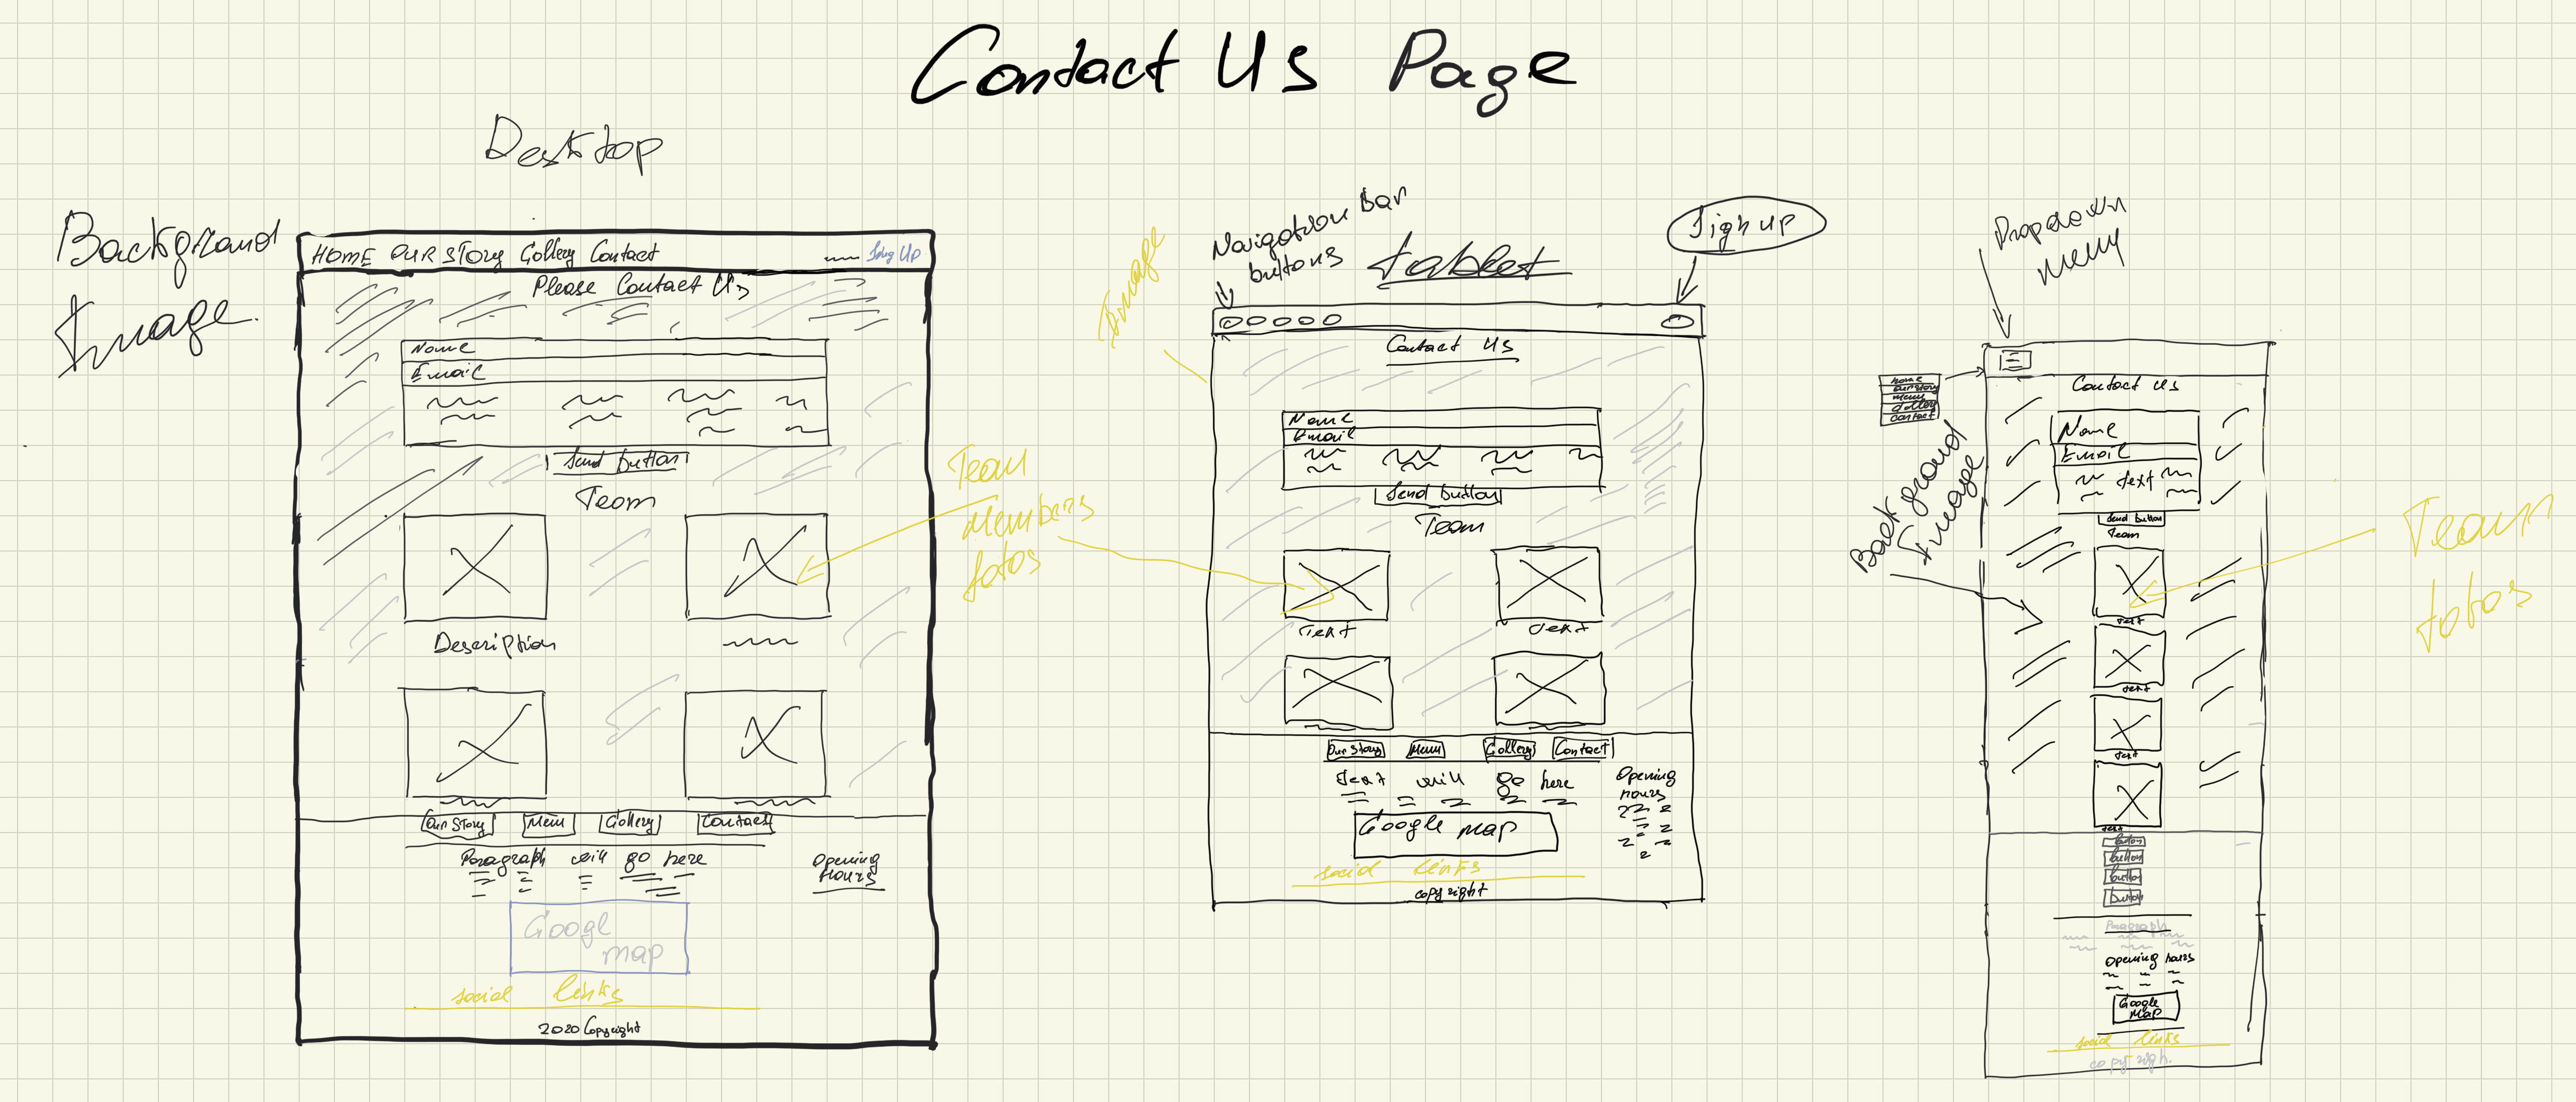 Contact Us Page
Desktop
Background
Image.
HOME OUR STORY Gallery Contact
Sing Up
Please Contact Us
Name
Email
Send button
Team
Description
Our Story
Menu
Gallery
Contact
Paragraph will go here
Opening
hours
Googl
map
social links
2020 Copyright
Team
Members
fotos
Image
Navigation Bar
buttons
tablet
Sign up
Contact Us
Name
Email
Send button
Team
Text
Text
Our Story
Menu
Gallery
Contact
Text will go here
Opening
hours
Google map
social links
copyright
Dropdown
meny
Home
Our story
Menu
Gallery
Contact
Background
Image
Contact Us
Name
Email
text
Send button
Team
text
text
text
text
button
button
button
button
Paragraph
Opening hours
Google
Map
social links
copyrigh.
Team
fotos